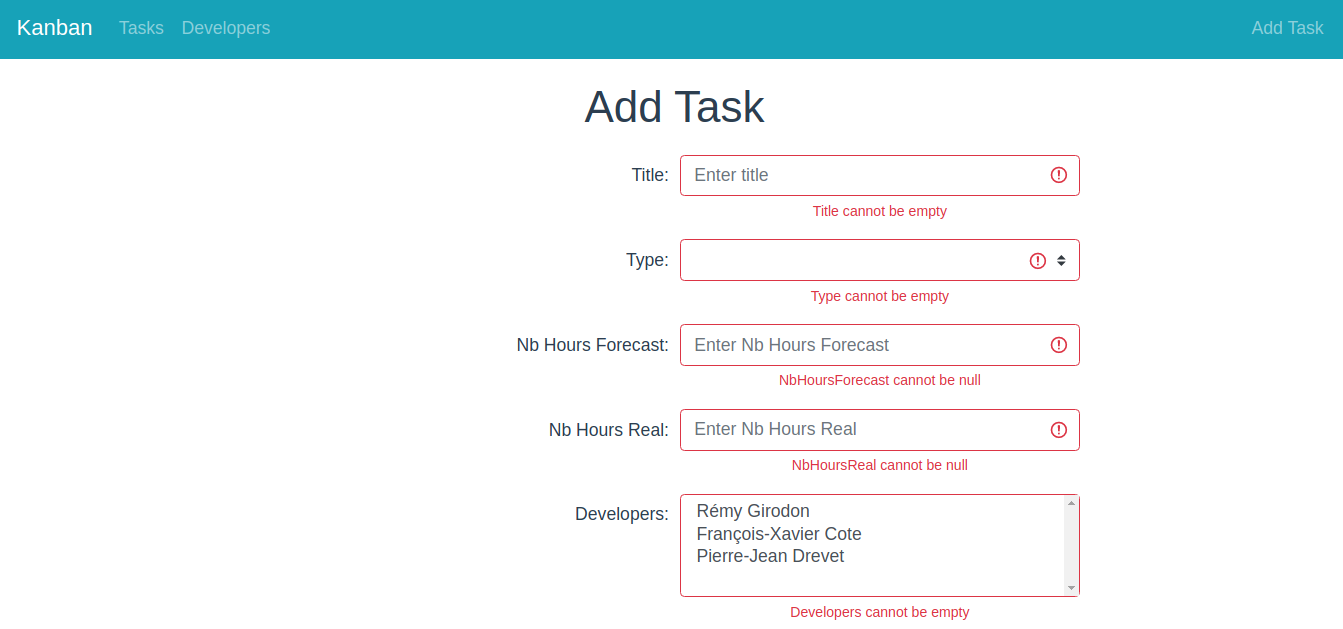 Kanban Tasks Developers Add Task
Add Task
Title: Enter title
Title cannot be empty
Type:
Type cannot be empty
Nb Hours Forecast: Enter Nb Hours Forecast
NbHoursForecast cannot be null
Nb Hours Real: Enter Nb Hours Real
NbHoursReal cannot be null
Developers: Rémy Girodon
François-Xavier Cote
Pierre-Jean Drevet
Developers cannot be empty